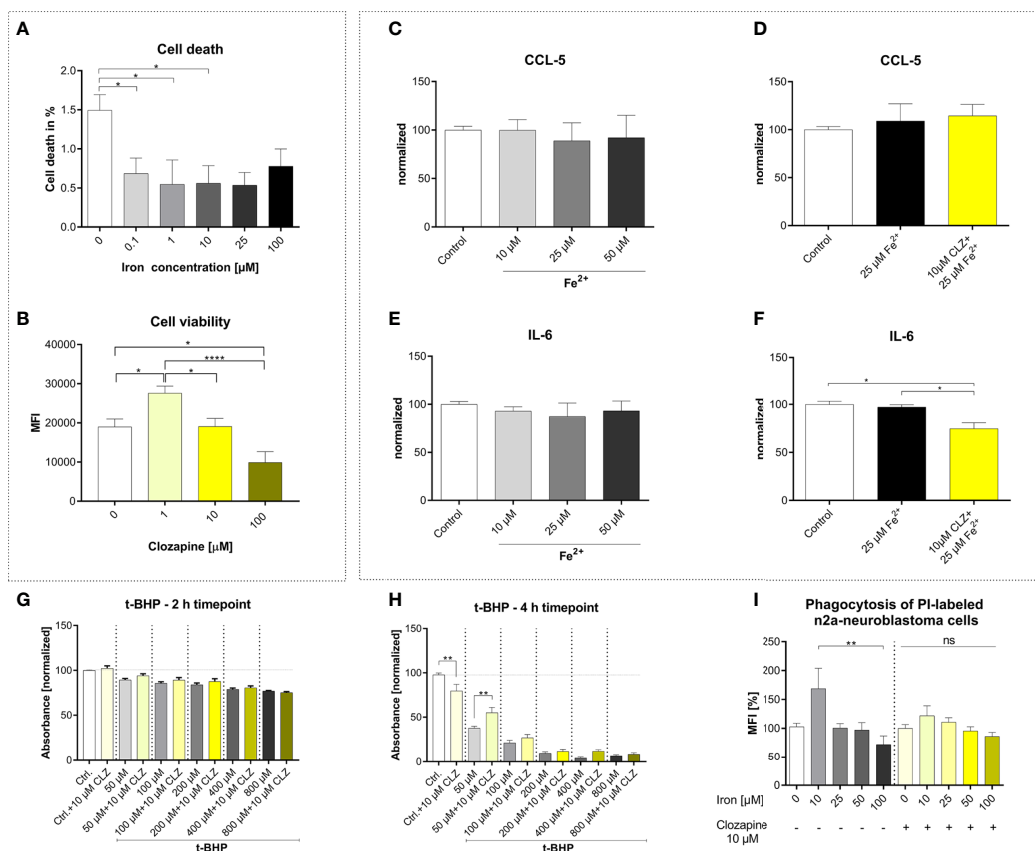 A
Cell death
*
*
*
2.0
1.5
1.0
0.5
0.0
Cell death in %
0
0.1
1
10
25
100
Iron concentration [µM]
B
Cell viability
*
****
*
*
40000
30000
20000
10000
0
MFI
0
1
10
100
Clozapine [µM]
C
CCL-5
150
100
50
0
normalized
Control
10 µM
25 µM
50 µM
Fe²⁺
D
CCL-5
150
100
50
0
normalized
Control
25 µM Fe²⁺
10µM CLZ+
25 µM Fe²⁺
E
IL-6
150
100
50
0
normalized
Control
10 µM
25 µM
50 µM
Fe²⁺
F
IL-6
*
*
150
100
50
0
normalized
Control
25 µM Fe²⁺
10µM CLZ+
25 µM Fe²⁺
G
t-BHP - 2 h timepoint
150
100
50
0
Absorbance [normalized]
Ctrl.
Ctrl.+10 µM CLZ
50 µM
50 µM+10 µM CLZ
100 µM
100 µM+10 µM CLZ
200 µM
200 µM+10 µM CLZ
400 µM
400 µM+10 µM CLZ
800 µM
800 µM+10 µM CLZ
t-BHP
H
t-BHP - 4 h timepoint
**
**
150
100
50
0
Absorbance [normalized]
Ctrl.
Ctrl.+10 µM CLZ
50 µM
50 µM+10 µM CLZ
100 µM
100 µM+10 µM CLZ
200 µM
200 µM+10 µM CLZ
400 µM
400 µM+10 µM CLZ
800 µM
800 µM+10 µM CLZ
t-BHP
I
Phagocytosis of PI-labeled
n2a-neuroblastoma cells
**
ns
250
200
150
100
50
0
MFI [%]
Iron [µM] 0 10 25 50 100 0 10 25 50 100
Clozapine
10 µM - - - - - + + + + +